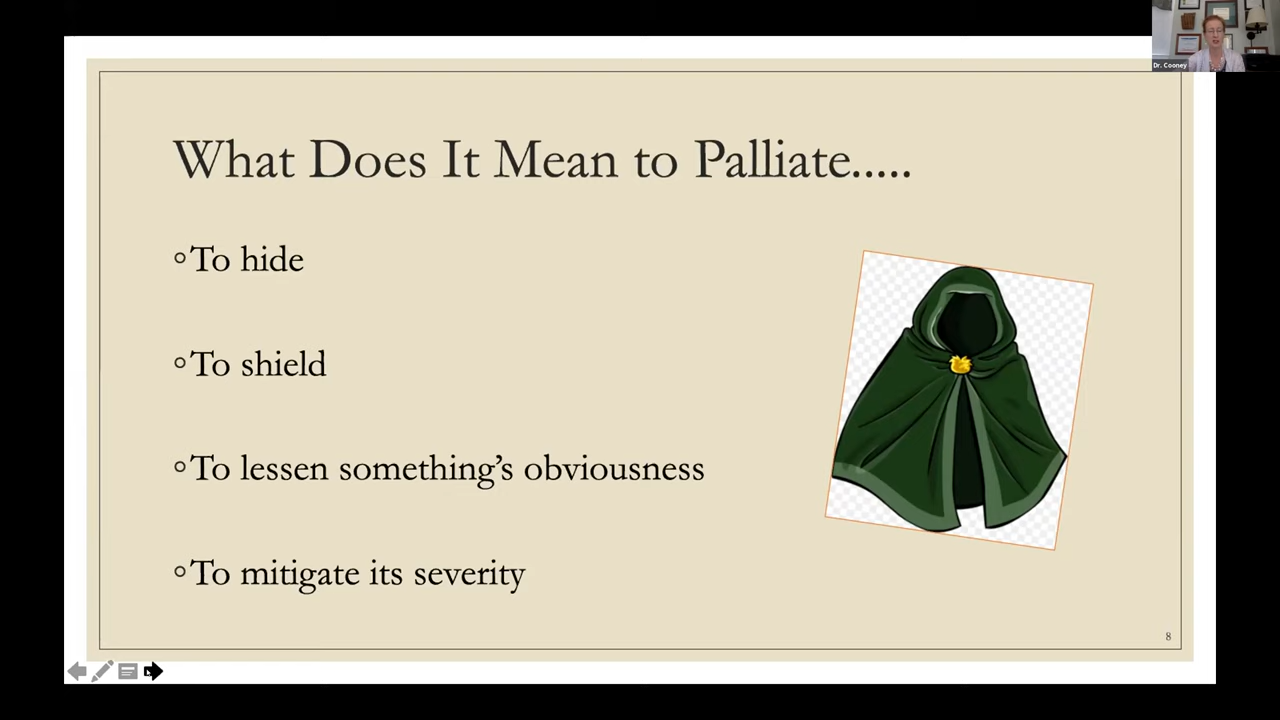 Dr. Cooney
What Does It Mean to Palliate.....
◦To hide
◦To shield
◦To lessen something’s obviousness
◦To mitigate its severity
8